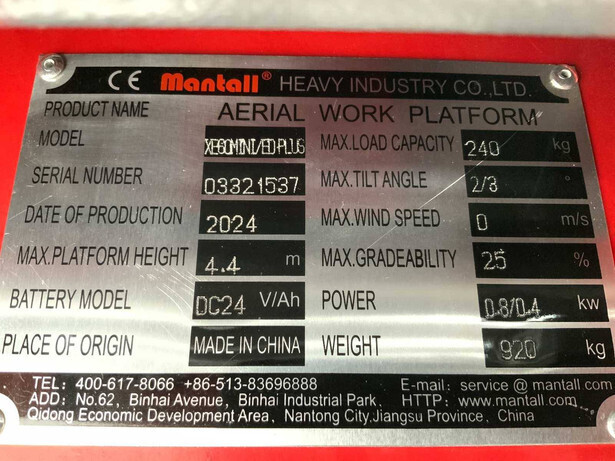 CE Mantall® HEAVY INDUSTRY CO.,LTD.
PRODUCT NAME AERIAL WORK PLATFORM
MODEL MAX.LOAD CAPACITY 240 kg
SERIAL NUMBER 03321537 MAX.TILT ANGLE 2/3 °
DATE OF PRODUCTION 2024 MAX.WIND SPEED 0 m/s
MAX.PLATFORM HEIGHT 4.4 m MAX.GRADEABILITY 25 %
BATTERY MODEL DC24 V/Ah POWER 0.8/0.4 kw
PLACE OF ORIGIN MADE IN CHINA WEIGHT 920 kg
TEL: 400-617-8066 +86-513-83696888 E-mail: service @ mantall.com
ADD: No.62, Binhai Avenue, Binhai Industrial Park, HTTP: www.mantall.com
Qidong Economic Development Area, Nantong City,Jiangsu Province, China